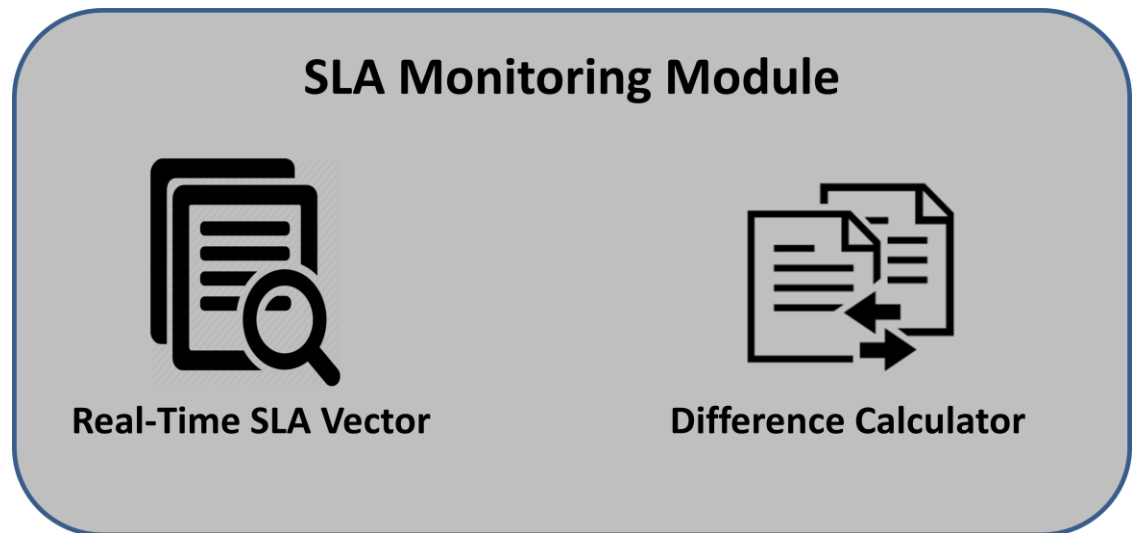 SLA Monitoring Module
Real-Time SLA Vector
Difference Calculator